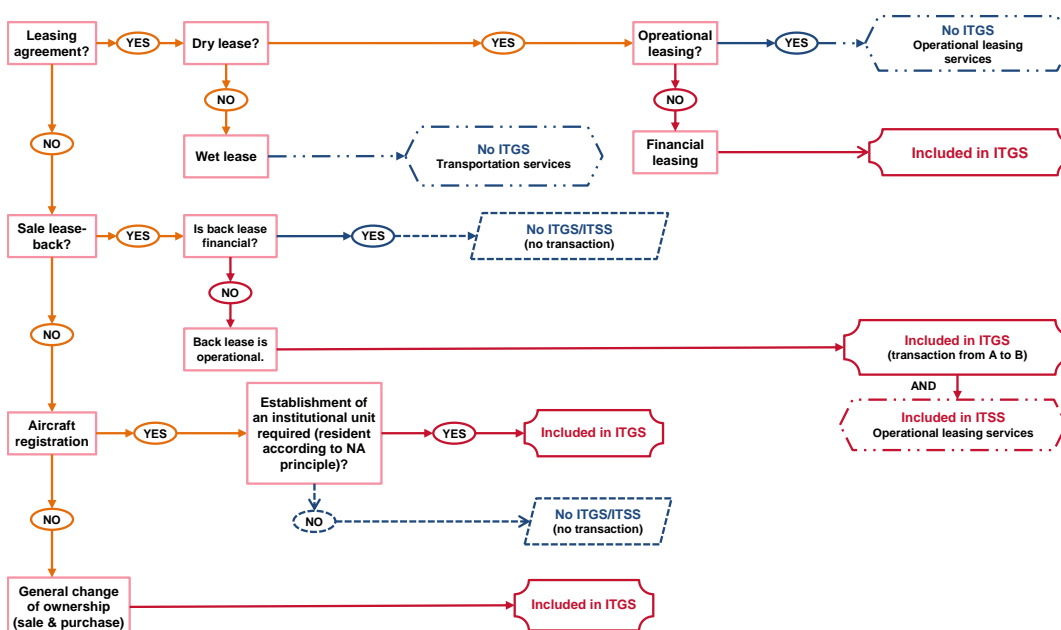 Leasing
agreement?
YES
Dry lease?
YES
Opreational
leasing?
YES
No ITGS
Operational leasing
services
NO
NO
NO
Wet lease
No ITGS
Transportation services
Financial
leasing
Included in ITGS
Sale lease-
back?
YES
Is back lease
financial?
YES
No ITGS/ITSS
(no transaction)
NO
NO
Back lease is
operational.
Included in ITGS
(transaction from A to B)
AND
Included in ITSS
Operational leasing services
Aircraft
registration
YES
Establishment of
an institutional unit
required (resident
according to NA
principle)?
YES
Included in ITGS
NO
NO
No ITGS/ITSS
(no transaction)
General change
of ownership
(sale & purchase)
Included in ITGS